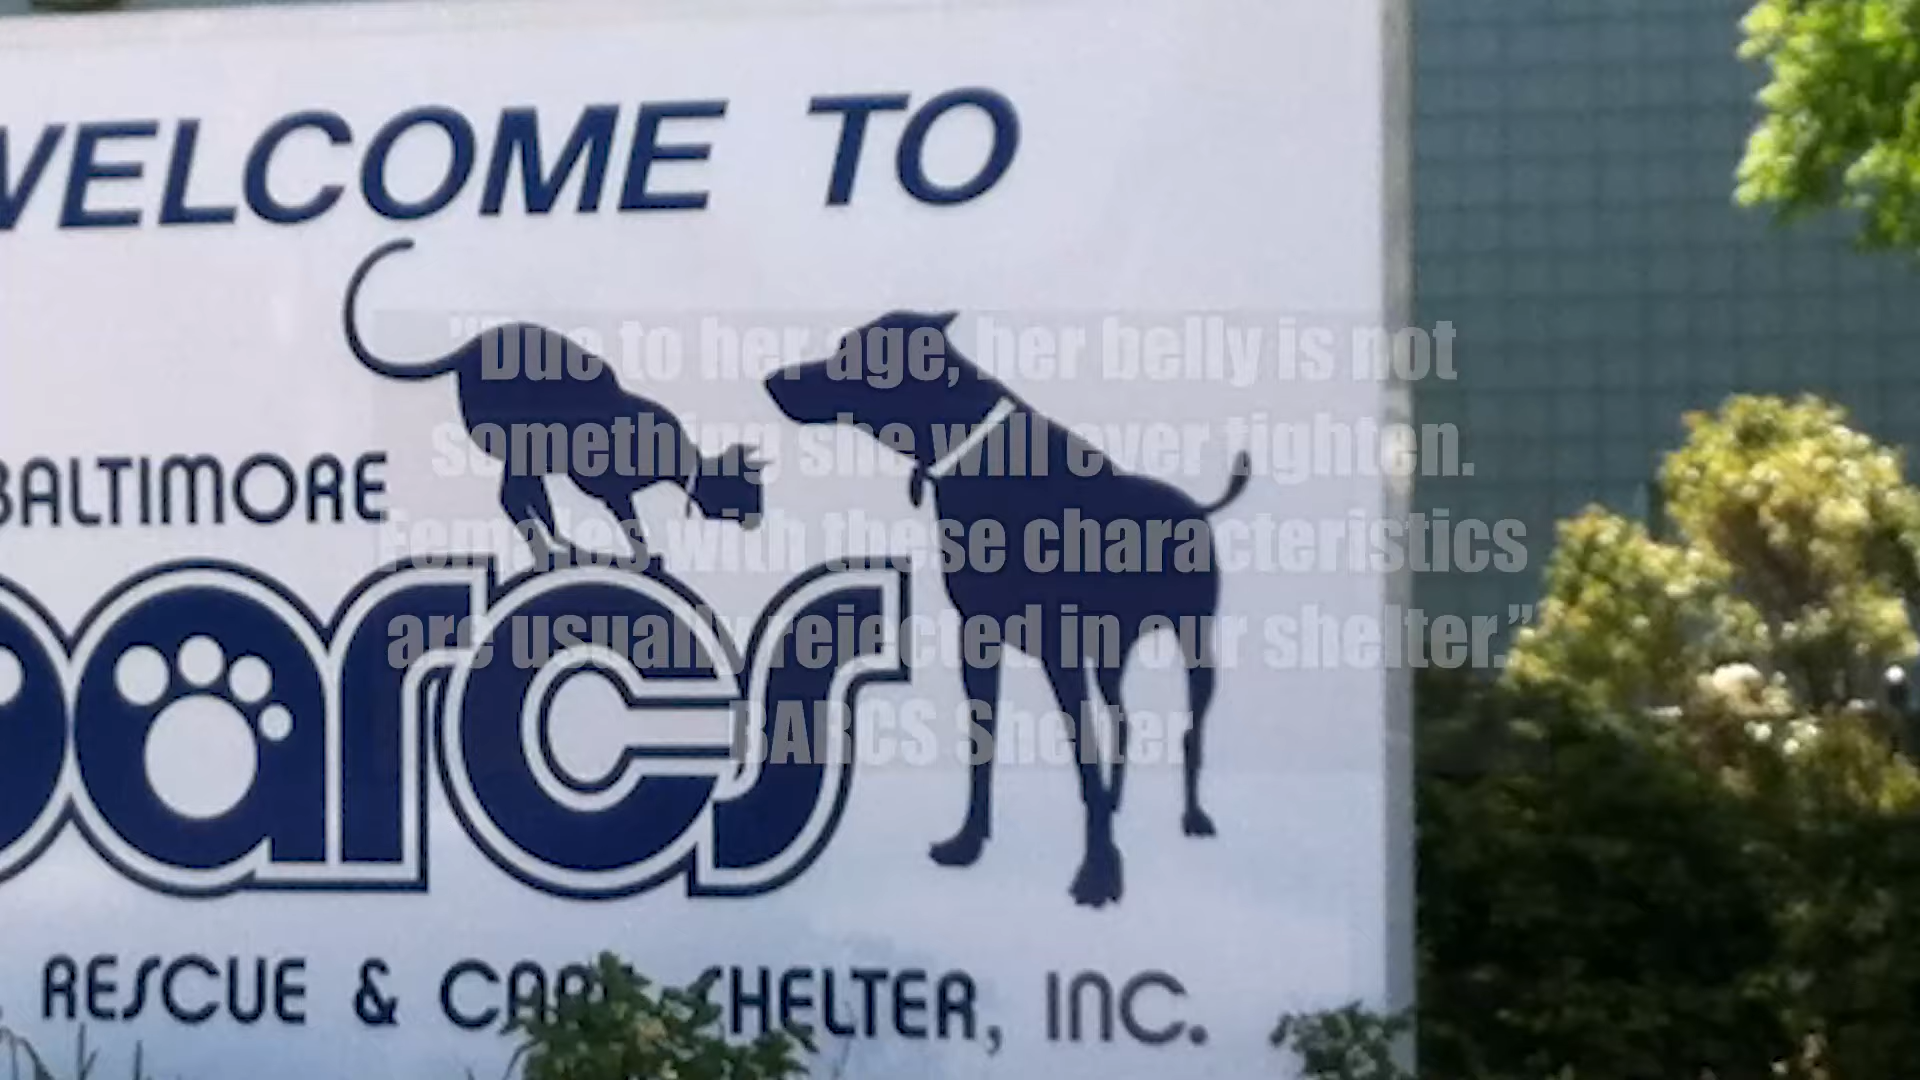 WELCOME TO
BALTIMORE
barcs
RESCUE & CARE SHELTER, INC.
"Due to her age, her belly is not
something she will ever tighten.
Females with these characteristics
are usually rejected in our shelter.”
BARCS Shelter